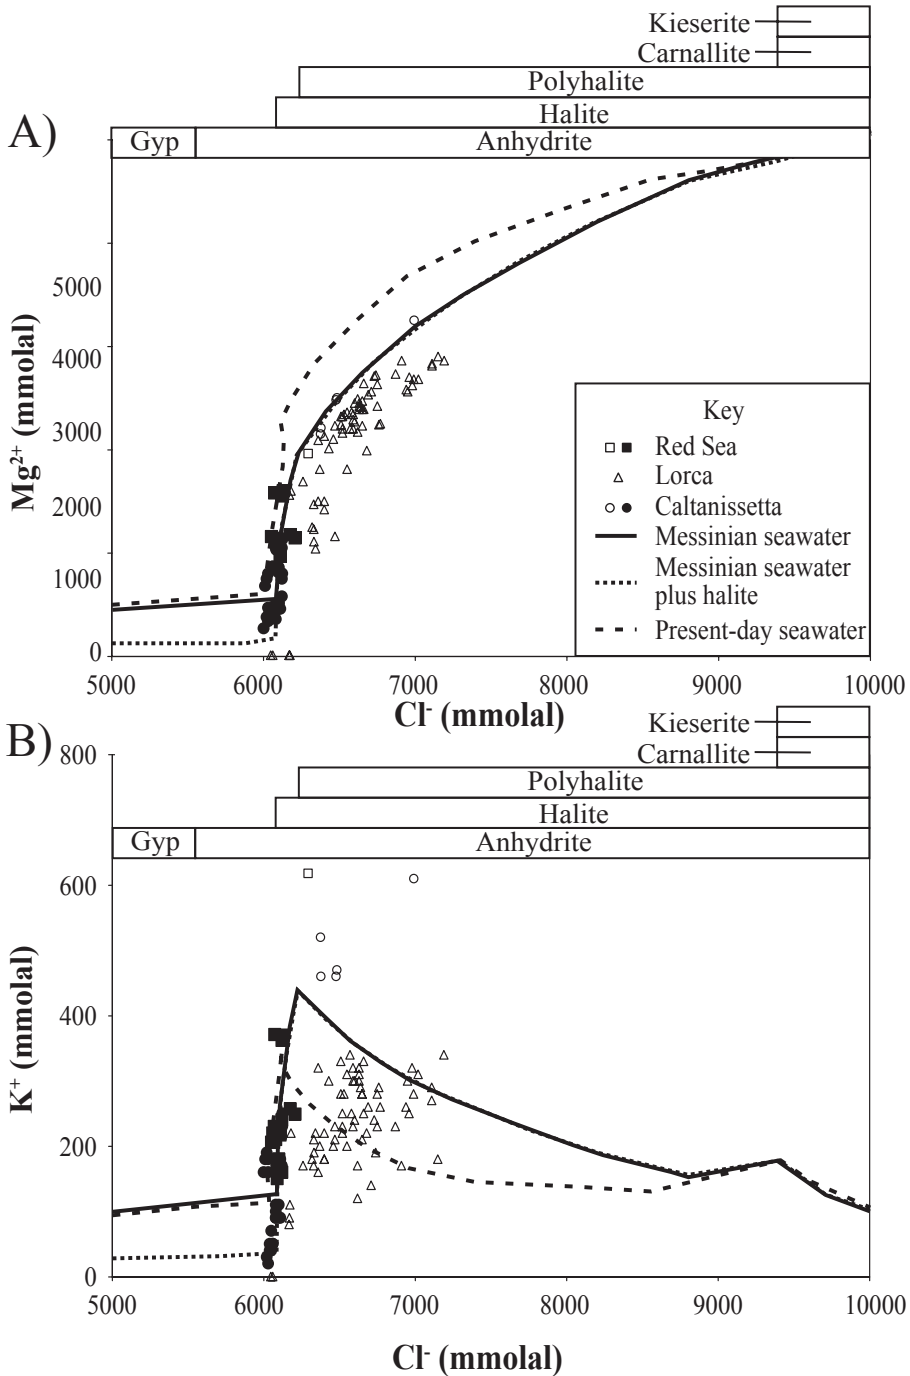 Kieserite
Carnallite
Polyhalite
Halite
A)
Gyp
Anhydrite
Mg2+ (mmolal)
5000
4000
3000
2000
1000
0
Key
Red Sea
Lorca
Caltanissetta
Messinian seawater
Messinian seawater
plus halite
Present-day seawater
5000 6000 7000 8000 9000 10000
Cl- (mmolal)
Kieserite
Carnallite
B)
Polyhalite
Halite
Gyp
Anhydrite
K+ (mmolal)
800
600
400
200
0
5000 6000 7000 8000 9000 10000
Cl- (mmolal)